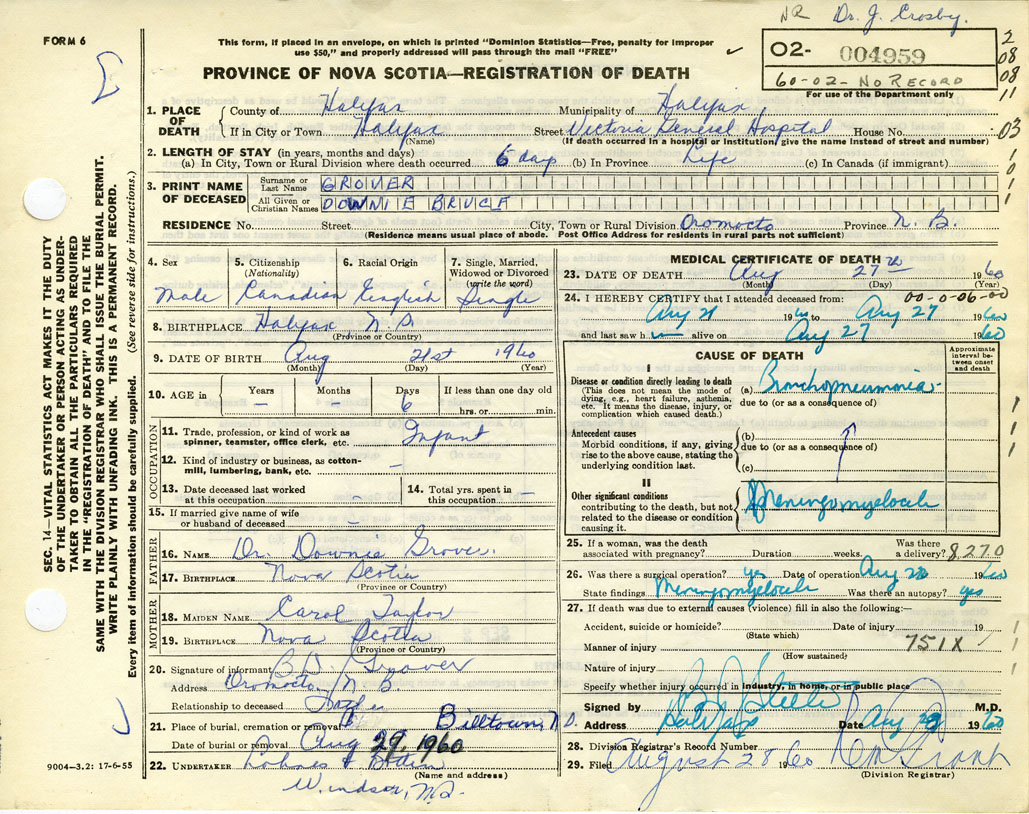 NR Dr. J. Crosby.
FORM 6
This form, if placed in an envelope, on which is printed "Dominion Statistics—Free, penalty for improper
use $50," and properly addressed will pass through the mail "FREE"
PROVINCE OF NOVA SCOTIA—REGISTRATION OF DEATH
O2- 004959
60-02- No Record
For use of the Department only
2
08
08
11
03
1. PLACE OF DEATH
County of Halifax Municipality of Halifax
If in City or Town Halifax Street Victoria General Hospital House No.
(Name) (If death occurred in a hospital or institution, give the name instead of street and number)
2. LENGTH OF STAY (in years, months and days)
(a) In City, Town or Rural Division where death occurred 6 days (b) In Province Life (c) In Canada (if immigrant)
3. PRINT NAME OF DECEASED
Surname or Last Name GROVER
All Given or Christian Names DOWNIE BRUCE
RESIDENCE No. Street City, Town or Rural Division Oromocto Province N. B.
(Residence means usual place of abode. Post Office Address for residents in rural parts not sufficient)
4. Sex 5. Citizenship (Nationality) 6. Racial Origin 7. Single, Married, Widowed or Divorced (write the word)
Male Canadian English Single
8. BIRTHPLACE Halifax N.S.
(Province or Country)
9. DATE OF BIRTH Aug 21st 1960
(Month) (Day) (Year)
10. AGE in Years Months Days If less than one day old
— — 6 hrs. or min.
OCCUPATION
11. Trade, profession, or kind of work as spinner, teamster, office clerk, etc. Infant
12. Kind of industry or business, as cotton-mill, lumbering, bank, etc. —
13. Date deceased last worked at this occupation — 14. Total yrs. spent in this occupation —
15. If married give name of wife or husband of deceased —
FATHER
16. NAME Dr. Downie Grover.
17. BIRTHPLACE Nova Scotia
(Province or Country)
MOTHER
18. MAIDEN NAME Carol Taylor
19. BIRTHPLACE Nova Scotia
(Province or Country)
20. Signature of informant B D. Grover
Address Oromocto N. B.
Relationship to deceased Father
21. Place of burial, cremation or removal Billtown, N.S.
Date of burial or removal Aug 29, 1960
22. UNDERTAKER
(Name and address)
Windsor, N.S.
9004—3.2: 17-6-55
MEDICAL CERTIFICATE OF DEATH
23. DATE OF DEATH Aug 27 1960
(Month) (Day) (Year)
24. I HEREBY CERTIFY that I attended deceased from: 00-0-06-00
Aug 21 1960 to Aug 27 1960
and last saw h im alive on Aug 27 1960
CAUSE OF DEATH
Approximate interval between onset and death
I
Disease or condition directly leading to death (a) Bronchopneumonia
(This does not mean the mode of dying, e.g., heart failure, asthenia, etc. It means the disease, injury, or complication which caused death.)
due to (or as a consequence of)
Antecedent causes
Morbid conditions, if any, giving rise to the above cause, stating the underlying condition last.
(b)
due to (or as a consequence of)
(c)
II
Other significant conditions
contributing to the death, but not related to the disease or condition causing it.
Meningomyelocele
25. If a woman, was the death associated with pregnancy? Duration weeks. Was there a delivery? 8270
26. Was there a surgical operation? yes Date of operation Aug 22 1960
State findings Meningomyelocele Was there an autopsy? yes
27. If death was due to external causes (violence) fill in also the following:—
Accident, suicide or homicide? Date of injury 19
(State which)
Manner of injury 751X
(How sustained)
Nature of injury
Specify whether injury occurred in industry, in home, or in public place
Signed by M.D.
Address Halifax Date Aug 28 1960
28. Division Registrar's Record Number
29. Filed August 28 1960
(Division Registrar)
SEC. 14—VITAL STATISTICS ACT MAKES IT THE DUTY
OF THE UNDERTAKER OR PERSON ACTING AS UNDER-
TAKER TO OBTAIN ALL THE PARTICULARS REQUIRED
IN THE "REGISTRATION OF DEATH" AND TO FILE THE
SAME WITH THE DIVISION REGISTRAR WHO SHALL ISSUE THE BURIAL PERMIT.
WRITE PLAINLY WITH UNFADING INK. THIS IS A PERMANENT RECORD.
Every item of information should be carefully supplied. (See reverse side for instructions.)